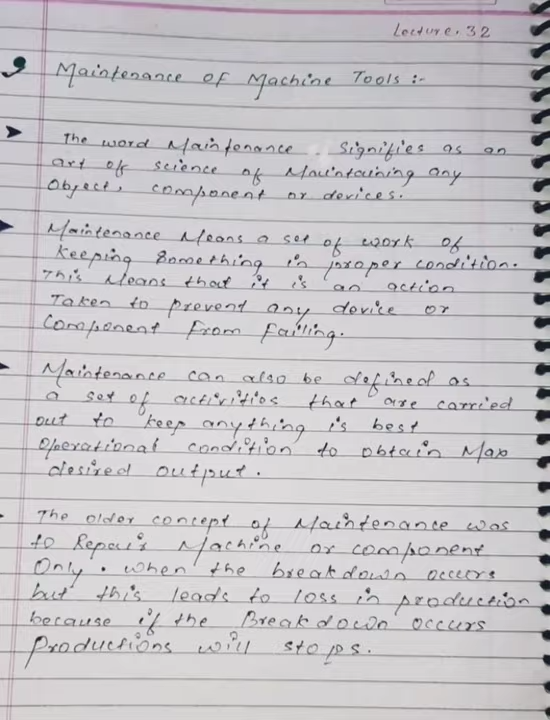 Lecture. 32
Maintenance of Machine Tools :-
The word Maintenance Signifies as an
art of science of Maintaining any
object, component or devices.
Maintenance Means a set of work of
keeping Something in proper condition.
This Means that it is an action
Taken to prevent any device or
Component from failling.
Maintenance can also be defined as
a set of activities that are carried
out to keep anything is best
operational condition to obtain Max
desired output.
The older concept of Maintenance was
to Repair Machine or component
Only. when the breakdown occurs
but this leads to loss in production
because if the Breakdown occurs
Productions will stops.